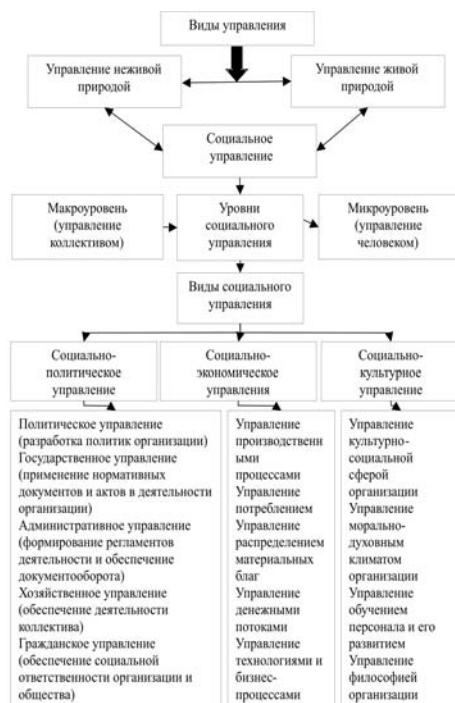 Виды управления
Управление неживой
природой
Управление живой
природой
Социальное
управление
Макроуровень
(управление
коллективом)
Уровни
социального
управления
Микроуровень
(управление
человеком)
Виды социального
управления
Социально-
политическое
управление
Социально-
экономическое
управления
Социально-
культурное
управление
Политическое управление
(разработка политик организации)
Государственное управление
(применение нормативных
документов и актов в деятельности
организации)
Административное управление
(формирование регламентов
деятельности и обеспечение
документооборота)
Хозяйственное управление
(обеспечение деятельности
коллектива)
Гражданское управление
(обеспечение социальной
ответственности организации и
общества)
Управление
производственн
ыми
процессами
Управление
потреблением
Управление
распределением
материальных
благ
Управление
денежными
потоками
Управление
технологиями и
бизнес-
процессами
Управление
культурно-
социальной
сферой
организации
Управление
морально-
духовным
климатом
организации
Управление
обучением
персонала и его
развитием
Управление
философией
организации